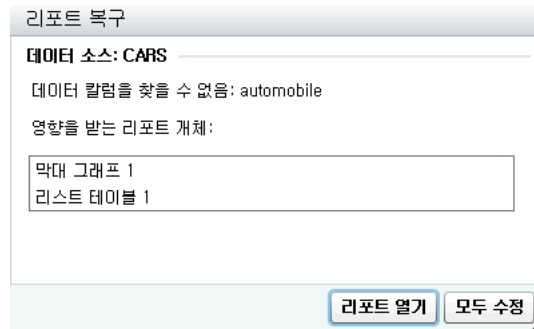 리포트 복구
데이터 소스: CARS
데이터 칼럼을 찾을 수 없음: automobile
영향을 받는 리포트 개체:
막대 그래프 1
리스트 테이블 1
리포트 열기 모두 수정